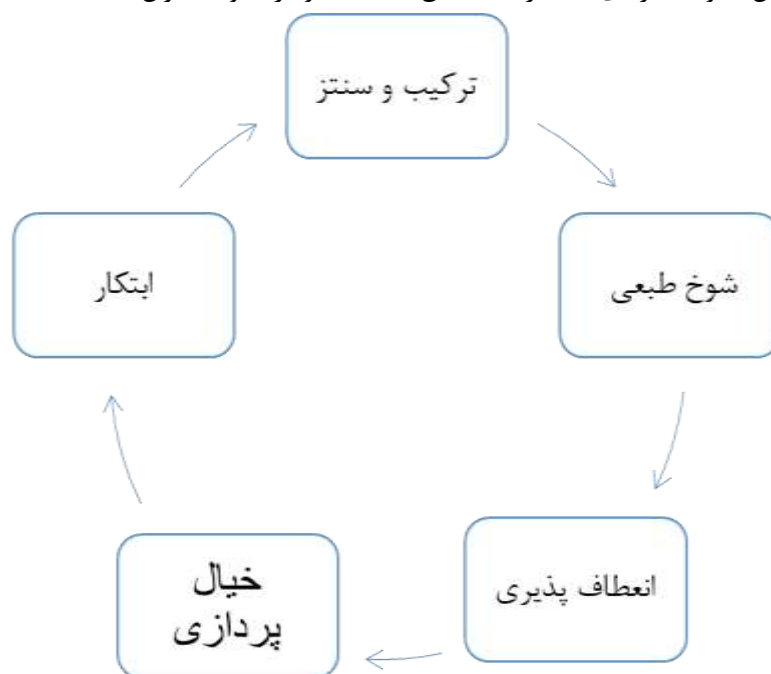 ترکیب و سنتز
شوخ طبعی
انعطاف پذیری
خیال
پردازی
ابتکار